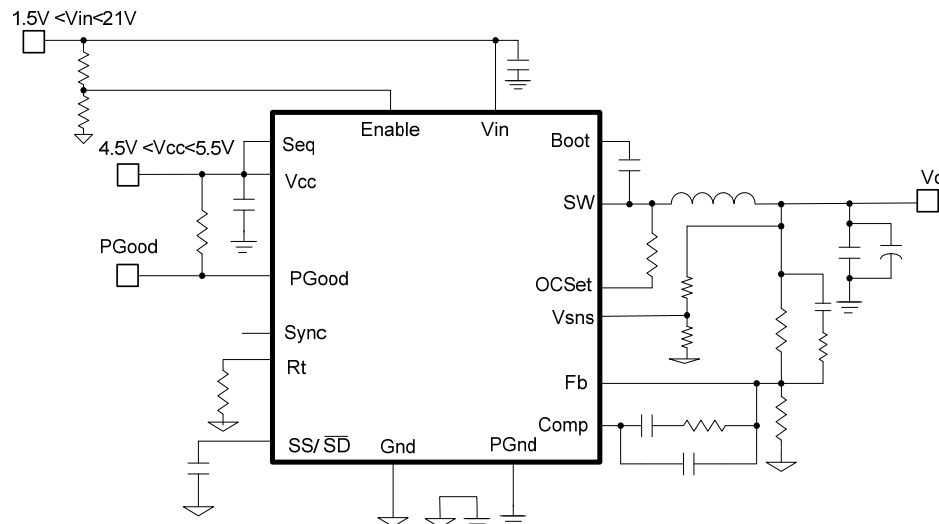 1.5V <Vin<21V
Enable
Vin
Boot
4.5V <Vcc<5.5V
Seq
Vcc
SW
PGood
PGood
OCSet
Vsns
Sync
Rt
Fb
Comp
SS/ SD
Gnd
PGnd